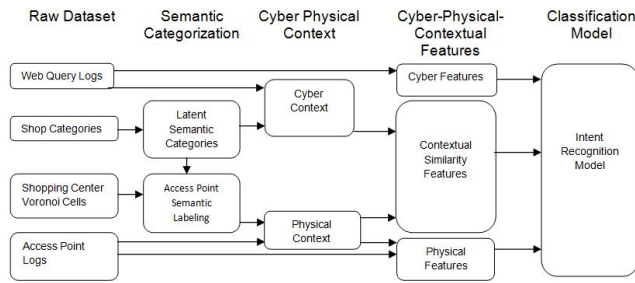 Raw Dataset
Semantic
Categorization
Cyber Physical
Context
Cyber-Physical-
Contextual
Features
Classification
Model
Web Query Logs
Cyber Features
Cyber
Context
Shop Categories
Latent
Semantic
Categories
Contextual
Similarity
Features
Intent
Recognition
Model
Shopping Center
Voronoi Cells
Access Point
Semantic
Labeling
Physical
Context
Access Point
Logs
Physical
Features